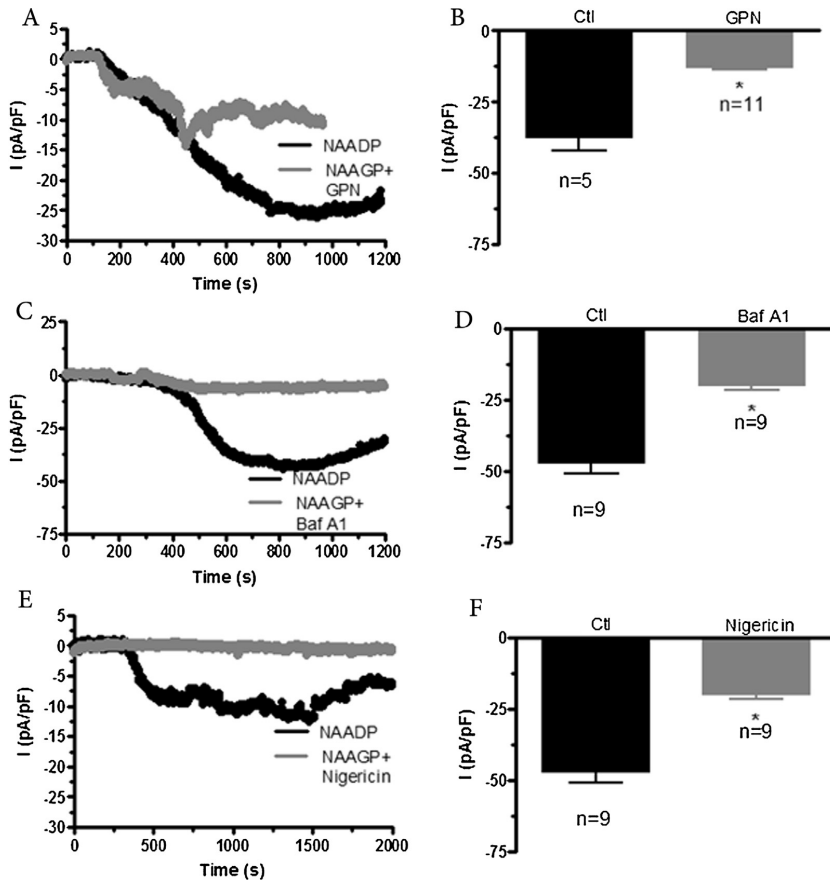 A
5
0
-5
-10
-15
-20
-25
-30
I (pA/pF)
NAADP
NAAGP+
GPN
0 200 400 600 800 1000 1200
Time (s)
B
Ctl GPN
0
-25
-50
-75
I (pA/pF)
*
n=11
n=5
C
25
0
-25
-50
-75
I (pA/pF)
NAADP
NAAGP+
Baf A1
0 200 400 600 800 1000 1200
Time (s)
D
Ctl Baf A1
0
-25
-50
-75
I (pA/pF)
*
n=9
n=9
E
5
0
-5
-10
-15
-20
-25
-30
I (pA/pF)
NAADP
NAAGP+
Nigericin
0 500 1000 1500 2000
Time (s)
F
Ctl Nigericin
0
-25
-50
-75
I (pA/pF)
*
n=9
n=9